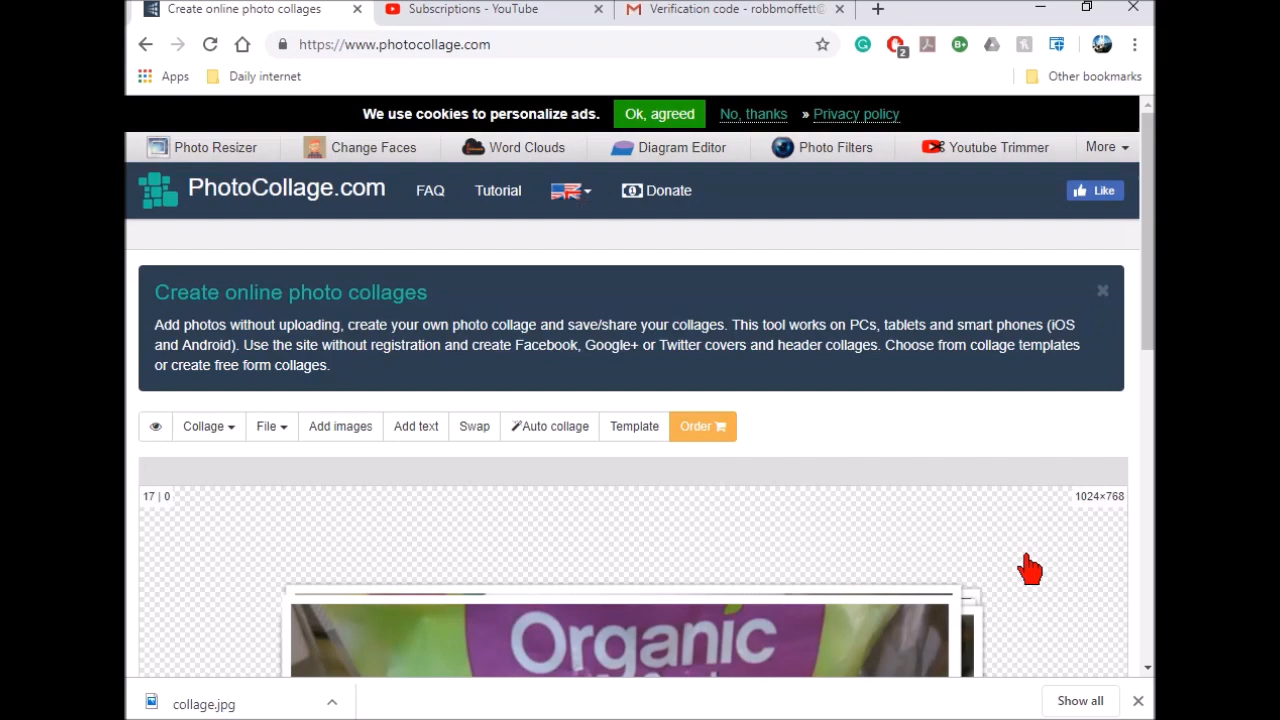 Create online photo collages
Subscriptions - YouTube
Verification code - robbmoffett@
https://www.photocollage.com
2
B+
Apps
Daily internet
Other bookmarks
We use cookies to personalize ads.
Ok, agreed
No, thanks
» Privacy policy
Photo Resizer
Change Faces
Word Clouds
Diagram Editor
Photo Filters
Youtube Trimmer
More
PhotoCollage.com
FAQ
Tutorial
Donate
Like
Create online photo collages
Add photos without uploading, create your own photo collage and save/share your collages. This tool works on PCs, tablets and smart phones (iOS
and Android). Use the site without registration and create Facebook, Google+ or Twitter covers and header collages. Choose from collage templates
or create free form collages.
Collage
File
Add images
Add text
Swap
Auto collage
Template
Order
17 | 0
1024×768
Organic
collage.jpg
Show all